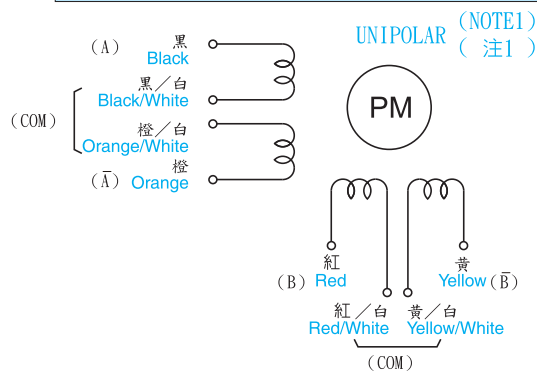 UNIPOLAR (NOTE1)
( 注1 )
(A) 黑
Black
黑/白
Black/White
(COM)
橙/白
Orange/White
橙
(Ā) Orange
PM
紅
(B) Red
黃
Yellow (B̄)
紅/白
Red/White
黃/白
Yellow/White
(COM)